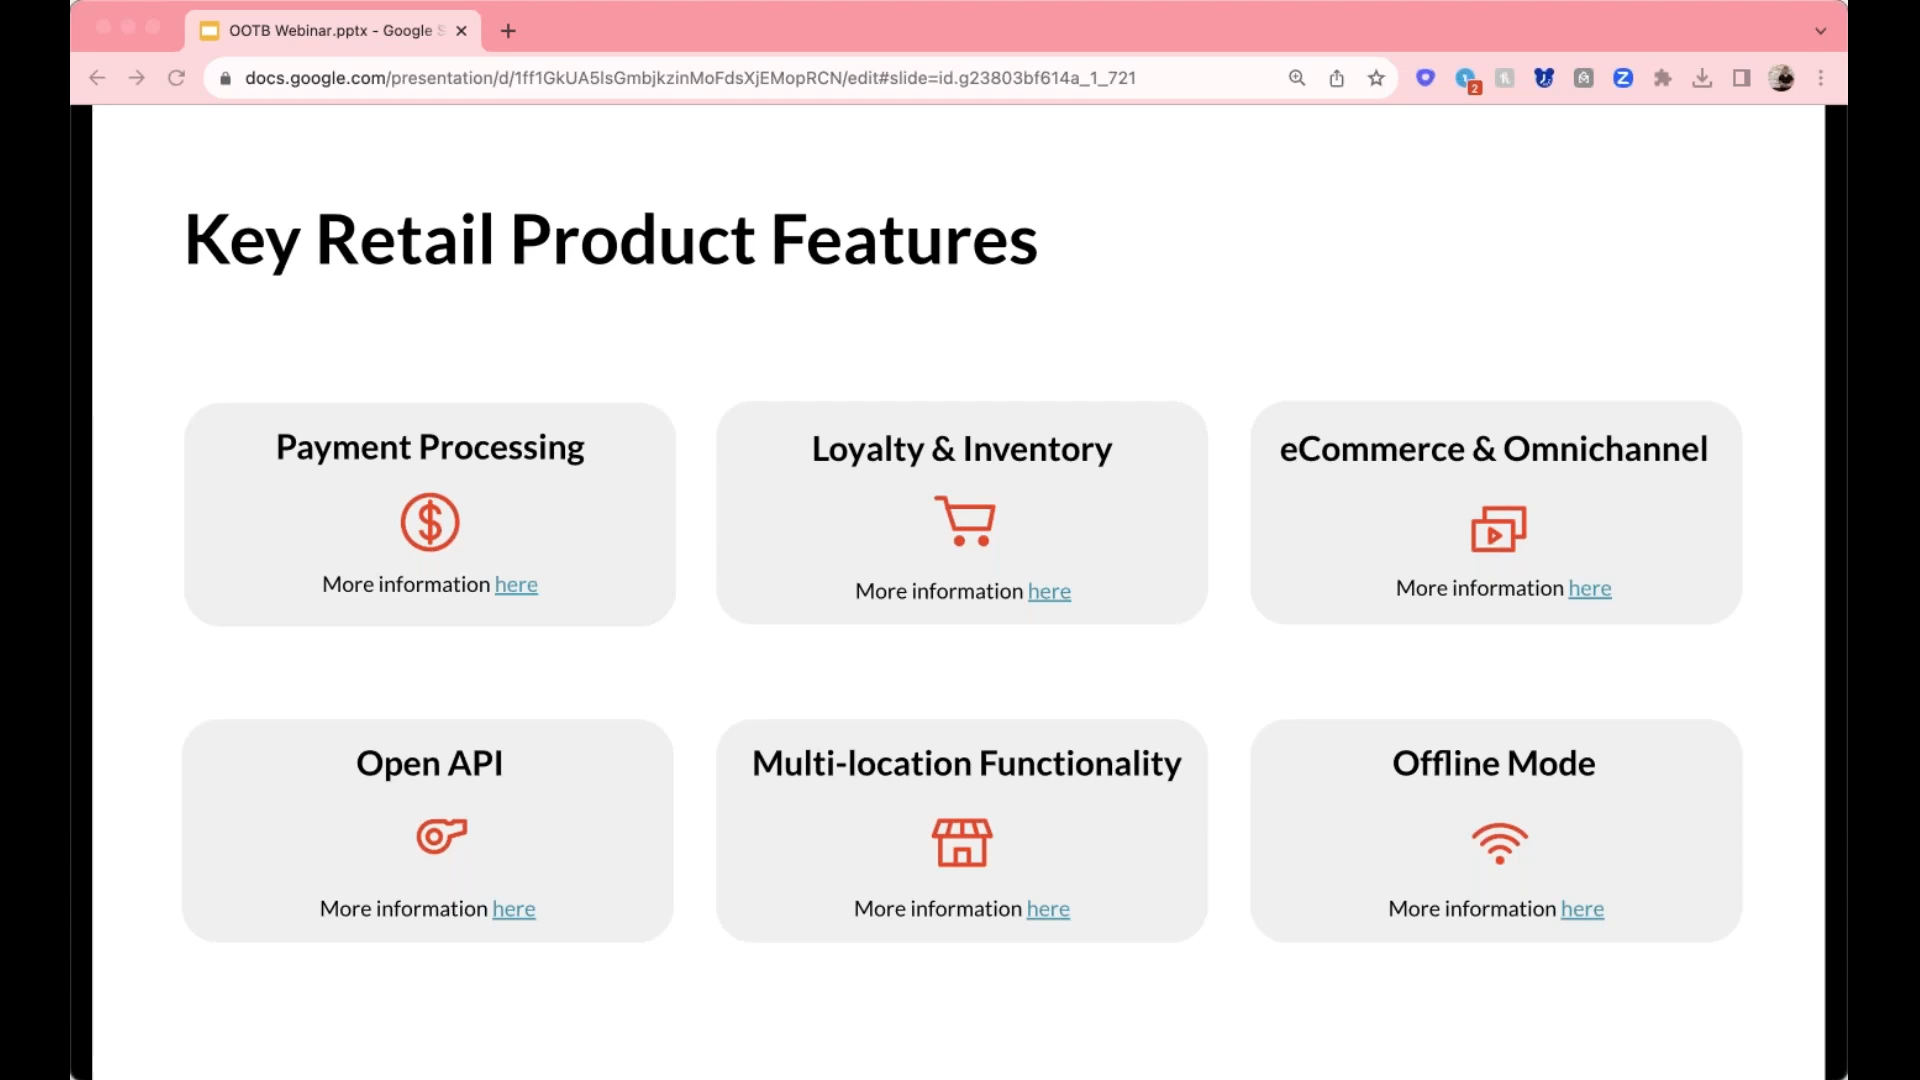 OOTB Webinar.pptx - Google S
docs.google.com/presentation/d/1ff1GkUA5IsGmbjkzinMoFdsXjEMopRCN/edit#slide=id.g23803bf614a_1_721
2
Z
Key Retail Product Features
Payment Processing
$
More information here
Loyalty & Inventory
More information here
eCommerce & Omnichannel
More information here
Open API
More information here
Multi-location Functionality
More information here
Offline Mode
More information here